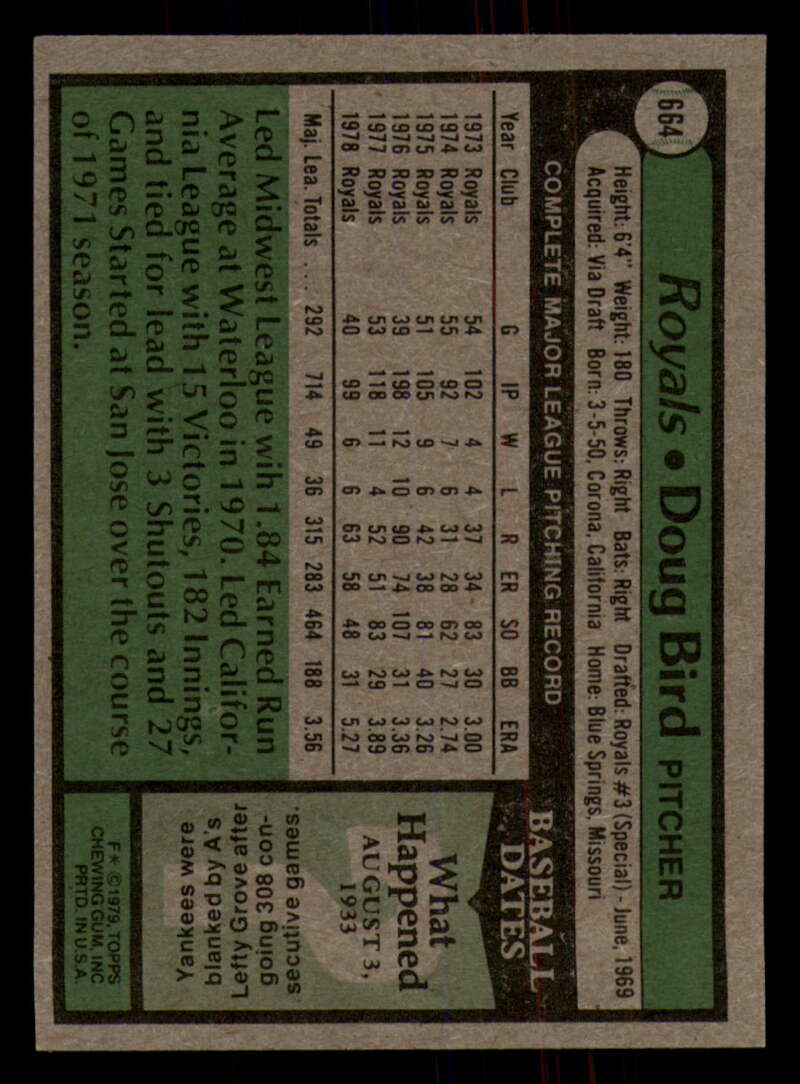 664
Royals • Doug Bird PITCHER
Height: 6'4" Weight: 180 Throws: Right Bats: Right Drafted: Royals #3 (Special) - June, 1969
Acquired: Via Draft Born: 3-5-50, Corona, California Home: Blue Springs, Missouri
COMPLETE MAJOR LEAGUE PITCHING RECORD
Year Club G IP W L R ER SO BB ERA
1973 Royals 54 102 4 4 37 34 83 30 3.00
1974 Royals 55 92 7 6 31 28 62 27 2.74
1975 Royals 51 105 9 6 42 38 81 40 3.26
1976 Royals 39 198 12 10 90 74 107 31 3.36
1977 Royals 53 118 11 4 52 51 83 29 3.89
1978 Royals 40 99 6 6 63 58 48 31 5.27
Maj. Lea. Totals ... 292 714 49 36 315 283 464 188 3.56
Led Midwest League wih 1.84 Earned Run
Average at Waterloo in 1970. Led Califor-
nia League with 15 Victories, 182 Innings,
and tied for lead with 3 Shutouts and 27
Games Started at San Jose over the course
of 1971 season.
BASEBALL
DATES
What
Happened
AUGUST 3,
1933
Yankees were
blanked by A's
Lefty Grove after
going 308 con-
secutive games.
F* ©1979, TOPPS
CHEWING GUM, INC
PRTD. IN U.S.A.